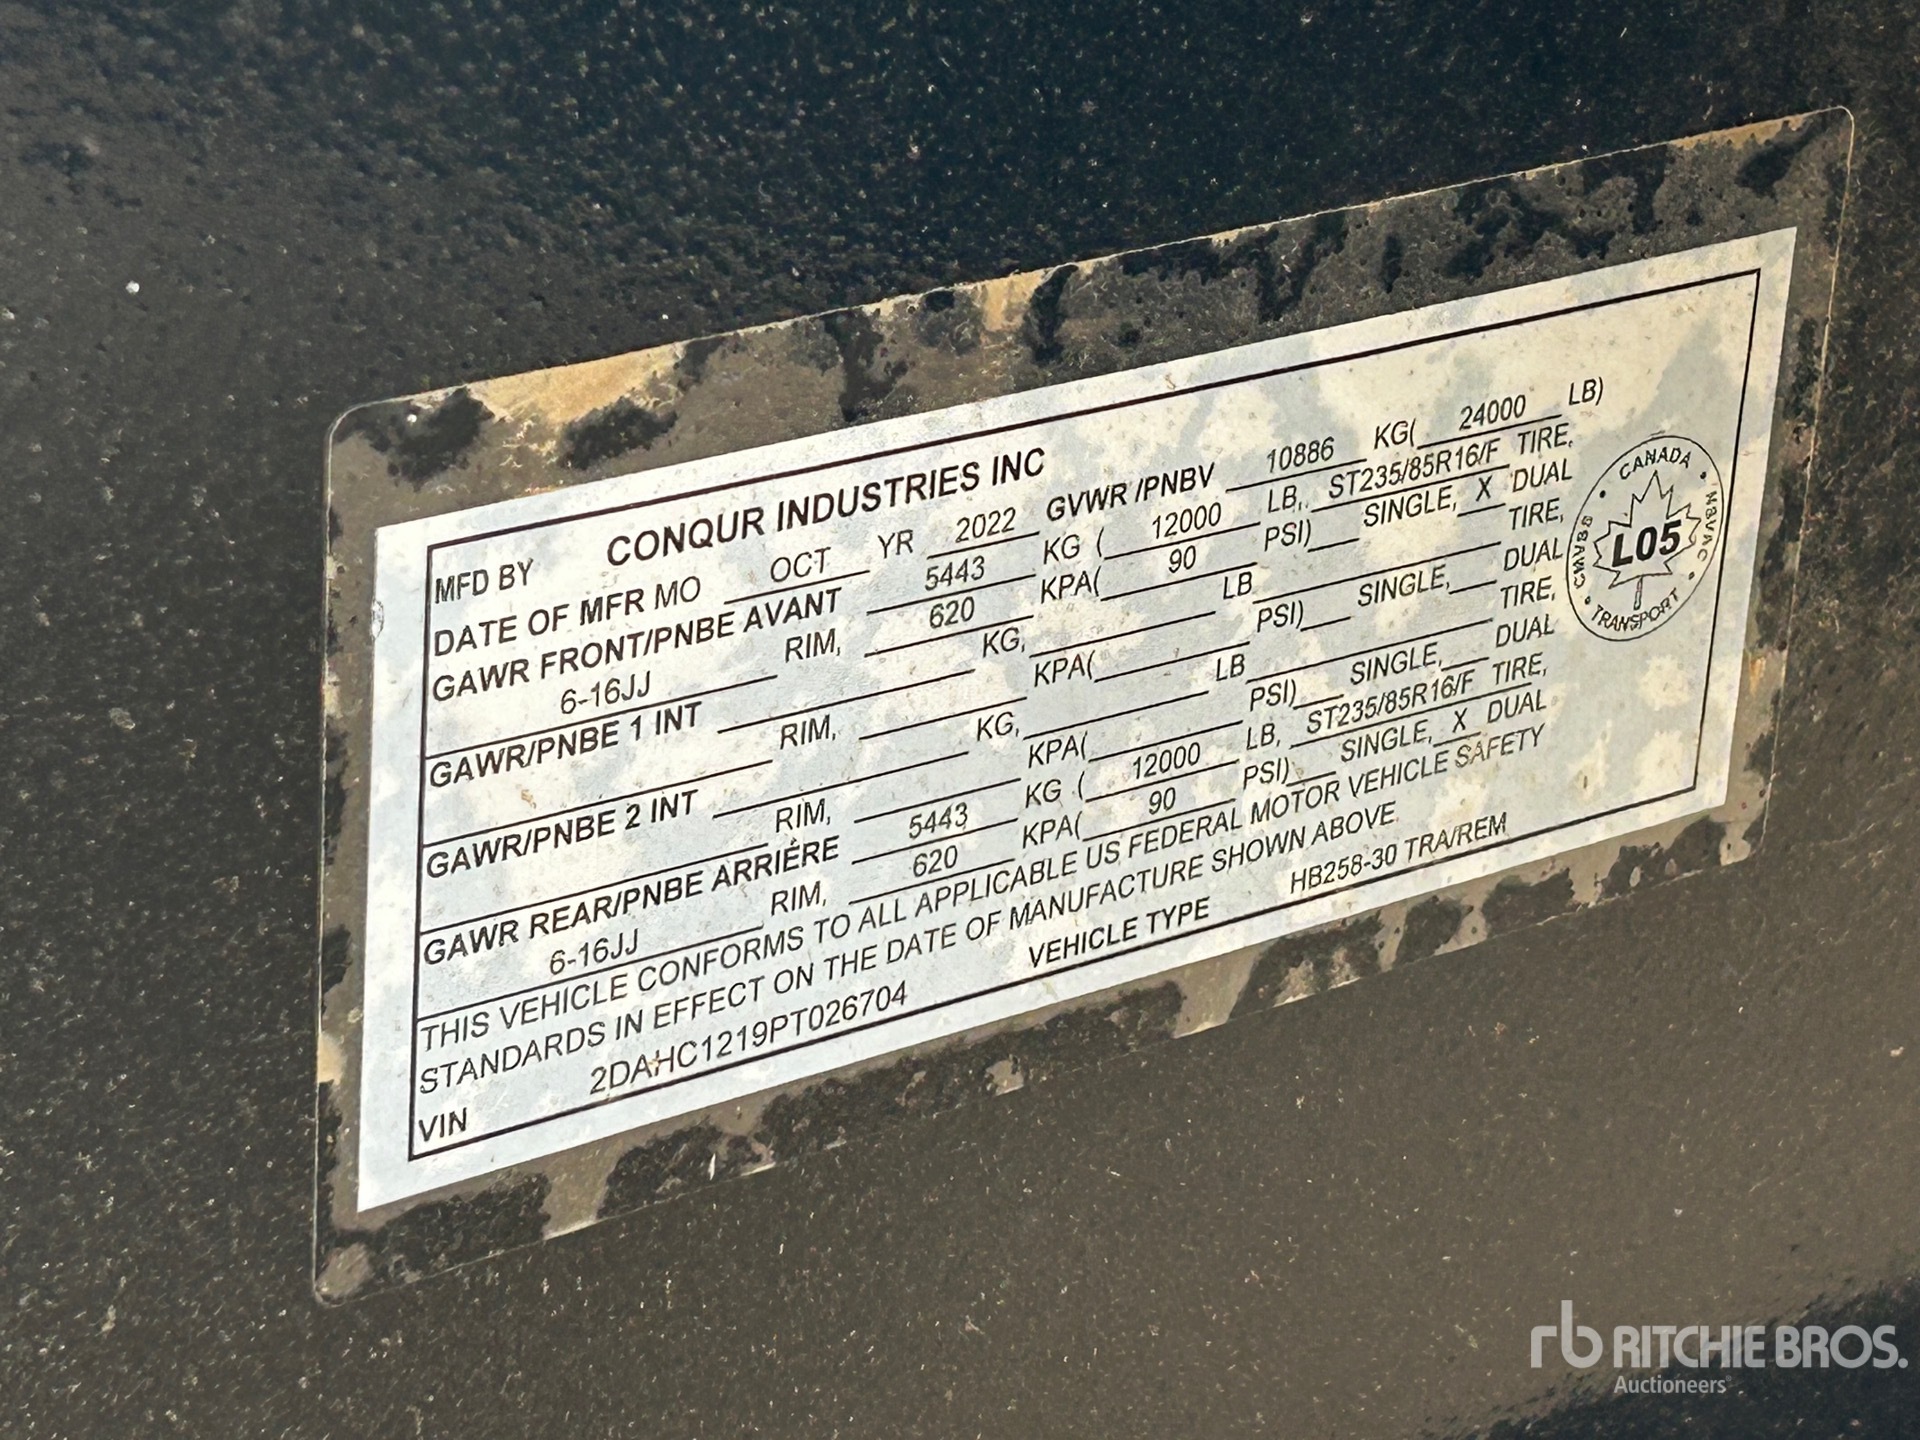 MFD BY CONQUR INDUSTRIES INC
DATE OF MFR MO OCT YR 2022 GVWR /PNBV 10886 KG( 24000 LB)
GAWR FRONT/PNBE AVANT 5443 KG ( 12000 LB,. ST235/85R16/F TIRE,
6-16JJ RIM, 620 KPA( 90 PSI) SINGLE, X DUAL
GAWR/PNBE 1 INT KG, LB TIRE,
RIM, KPA( PSI) SINGLE, DUAL
GAWR/PNBE 2 INT KG, LB TIRE,
RIM, KPA( PSI) SINGLE, DUAL
GAWR REAR/PNBE ARRIÈRE 5443 KG ( 12000 LB, ST235/85R16/F TIRE,
6-16JJ RIM, 620 KPA( 90 PSI) SINGLE, X DUAL
THIS VEHICLE CONFORMS TO ALL APPLICABLE US FEDERAL MOTOR VEHICLE SAFETY
STANDARDS IN EFFECT ON THE DATE OF MANUFACTURE SHOWN ABOVE.
VIN 2DAHC1219PT026704 VEHICLE TYPE HB258-30 TRA/REM
CANADA
CMVSS L05 NSVAC
TRANSPORT
rb RITCHIE BROS.
Auctioneers